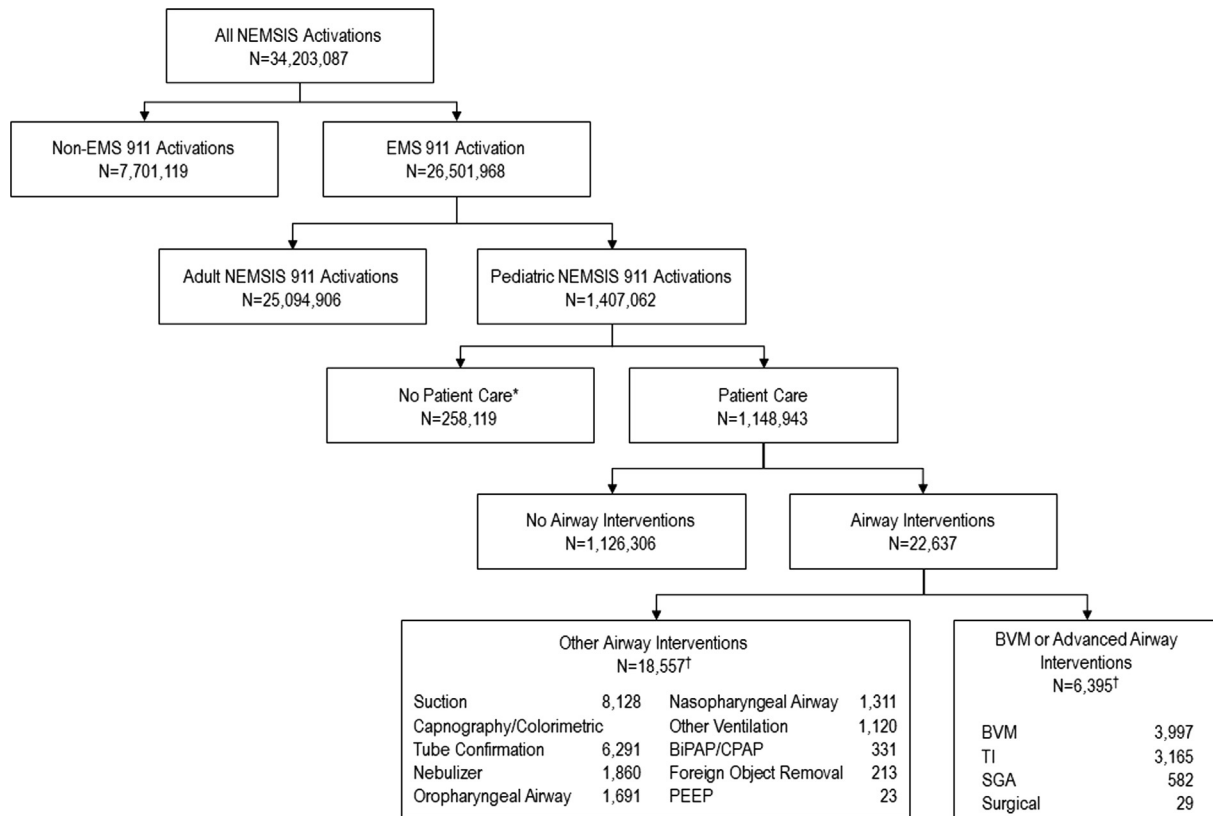 All NEMSIS Activations
N=34,203,087
Non-EMS 911 Activations
N=7,701,119
EMS 911 Activation
N=26,501,968
Adult NEMSIS 911 Activations
N=25,094,906
Pediatric NEMSIS 911 Activations
N=1,407,062
No Patient Care*
N=258,119
Patient Care
N=1,148,943
No Airway Interventions
N=1,126,306
Airway Interventions
N=22,637
Other Airway Interventions
N=18,557†
Suction 8,128
Capnography/Colorimetric
Tube Confirmation 6,291
Nebulizer 1,860
Oropharyngeal Airway 1,691
Nasopharyngeal Airway 1,311
Other Ventilation 1,120
BiPAP/CPAP 331
Foreign Object Removal 213
PEEP 23
BVM or Advanced Airway
Interventions
N=6,395†
BVM 3,997
TI 3,165
SGA 582
Surgical 29